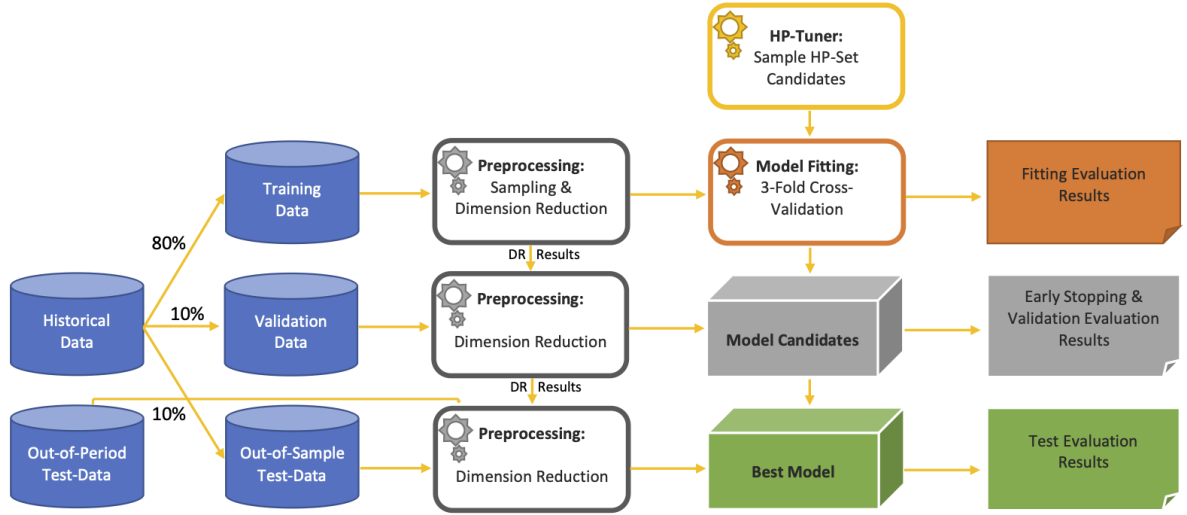 HP-Tuner:
Sample HP-Set
Candidates
Training
Data
Preprocessing:
Sampling &
Dimension Reduction
Model Fitting:
3-Fold Cross-
Validation
Fitting Evaluation
Results
80%
DR Results
Historical
Data
10%
Validation
Data
Preprocessing:
Dimension Reduction
Model Candidates
Early Stopping &
Validation Evaluation
Results
DR Results
10%
Out-of-Period
Test-Data
Out-of-Sample
Test-Data
Preprocessing:
Dimension Reduction
Best Model
Test Evaluation
Results